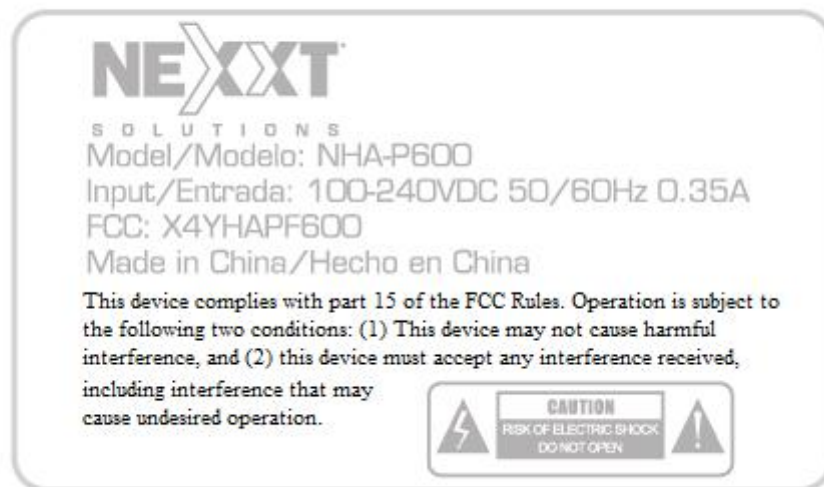 NEXXT
SOLUTIONS
Model/Modelo: NHA-P600
Input/Entrada: 100-240VDC 50/60Hz 0.35A
FCC: X4YHAPF600
Made in China/Hecho en China
This device complies with part 15 of the FCC Rules. Operation is subject to
the following two conditions: (1) This device may not cause harmful
interference, and (2) this device must accept any interference received,
including interference that may
cause undesired operation.
CAUTION
RISK OF ELECTRIC SHOCK
DO NOT OPEN